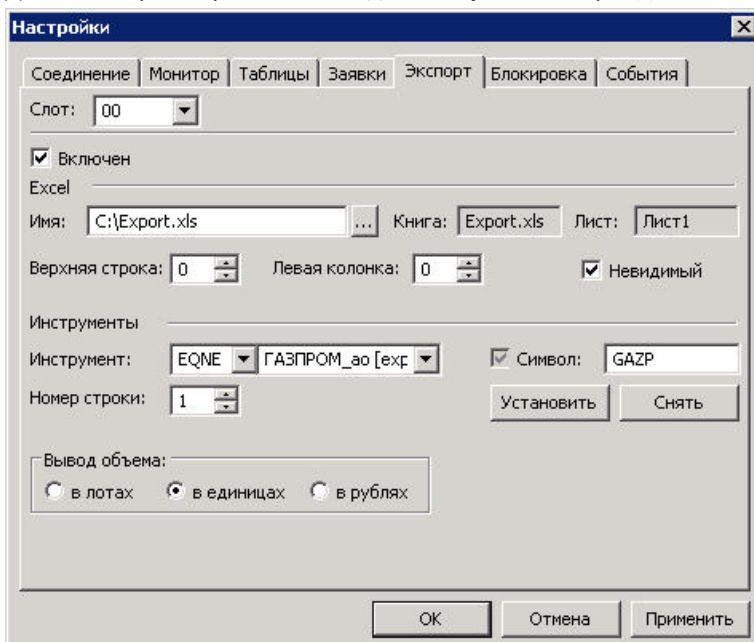 Настройки
Соединение Монитор Таблицы Заявки Экспорт Блокировка События
Слот: 00
Включен
Excel
Имя: C:\Export.xls ... Книга: Export.xls Лист: Лист1
Верхняя строка: 0 Левая колонка: 0 Невидимый
Инструменты
Инструмент: EQNE ГАЗПРОМ_ао [exp Символ: GAZP
Номер строки: 1 Установить Снять
Вывод объема:
в лотах в единицах в рублях
OK Отмена Применить